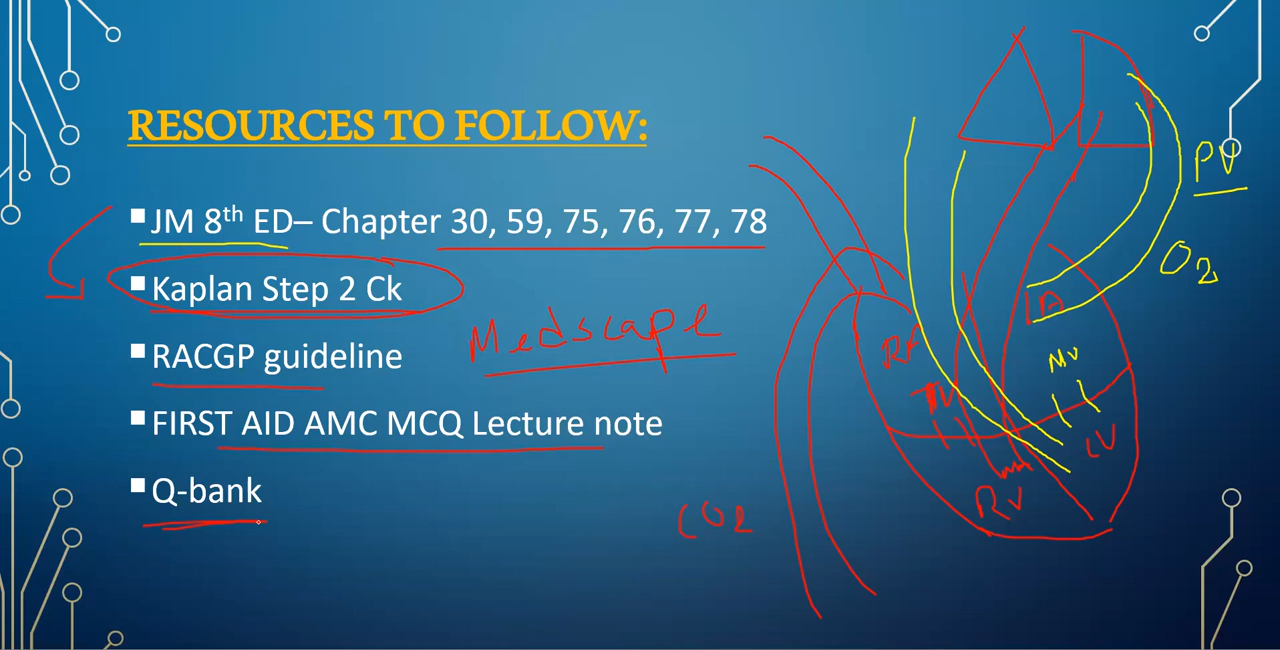 RESOURCES TO FOLLOW:
▪JM 8th ED– Chapter 30, 59, 75, 76, 77, 78
▪Kaplan Step 2 Ck
▪RACGP guideline
▪FIRST AID AMC MCQ Lecture note
▪Q-bank
Medscape
PV
O2
LA
MV
TV
LV
RV
CO2